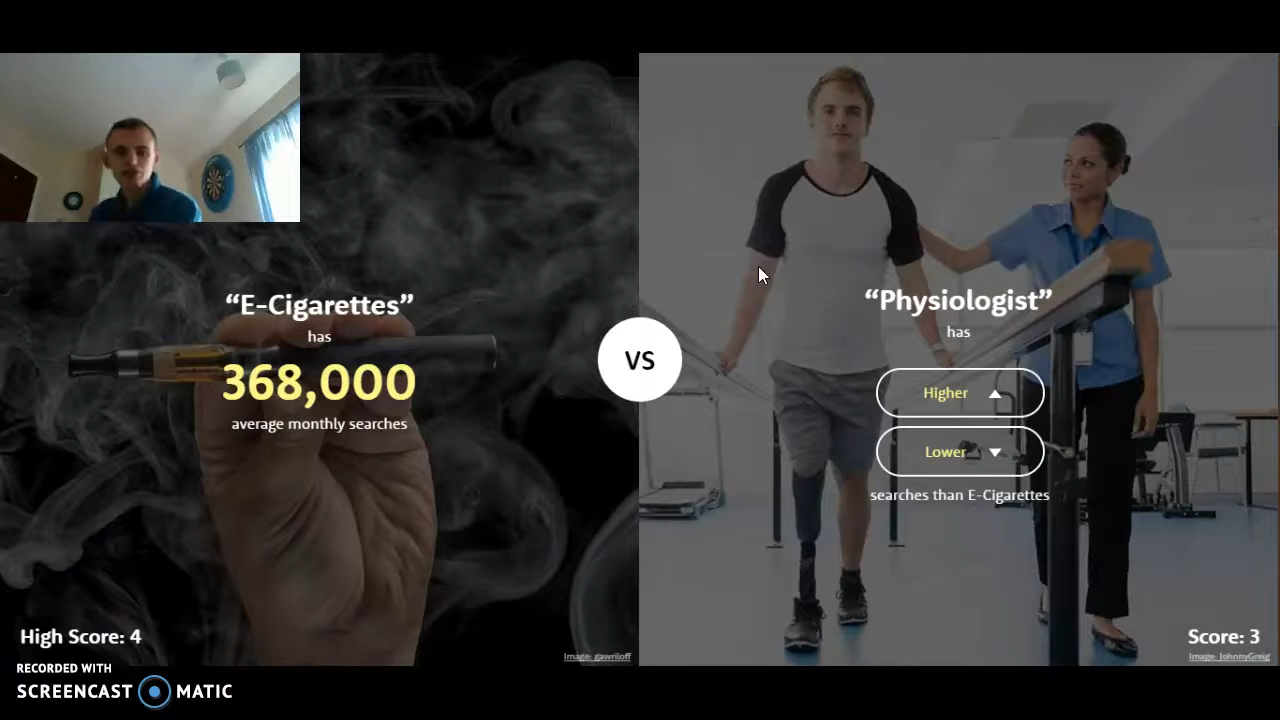 “E-Cigarettes”
has
368,000
average monthly searches
VS
“Physiologist”
has
Higher
Lower
searches than E-Cigarettes
High Score: 4
Score: 3
Image: gawriloff
Image: JohnnyGreig
RECORDED WITH
SCREENCAST MATIC